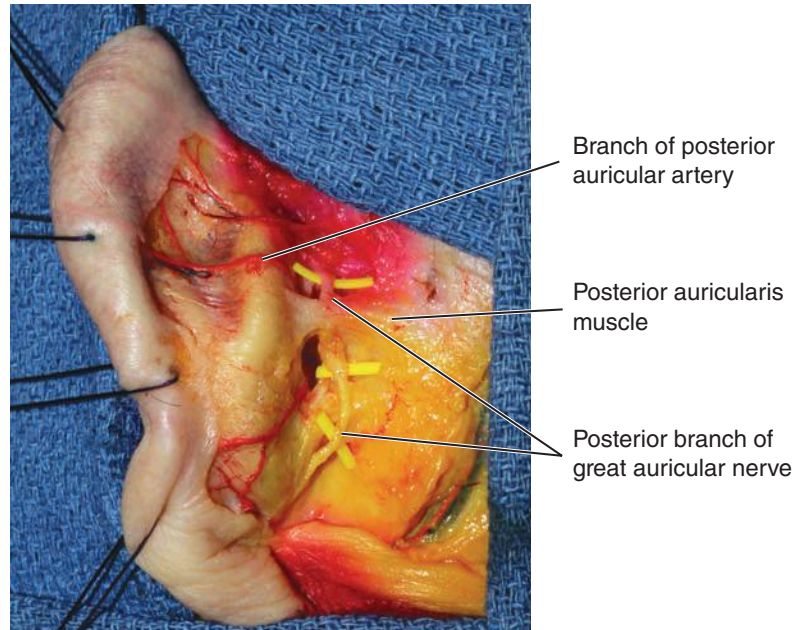 Branch of posterior
auricular artery
Posterior auricularis
muscle
Posterior branch of
great auricular nerve